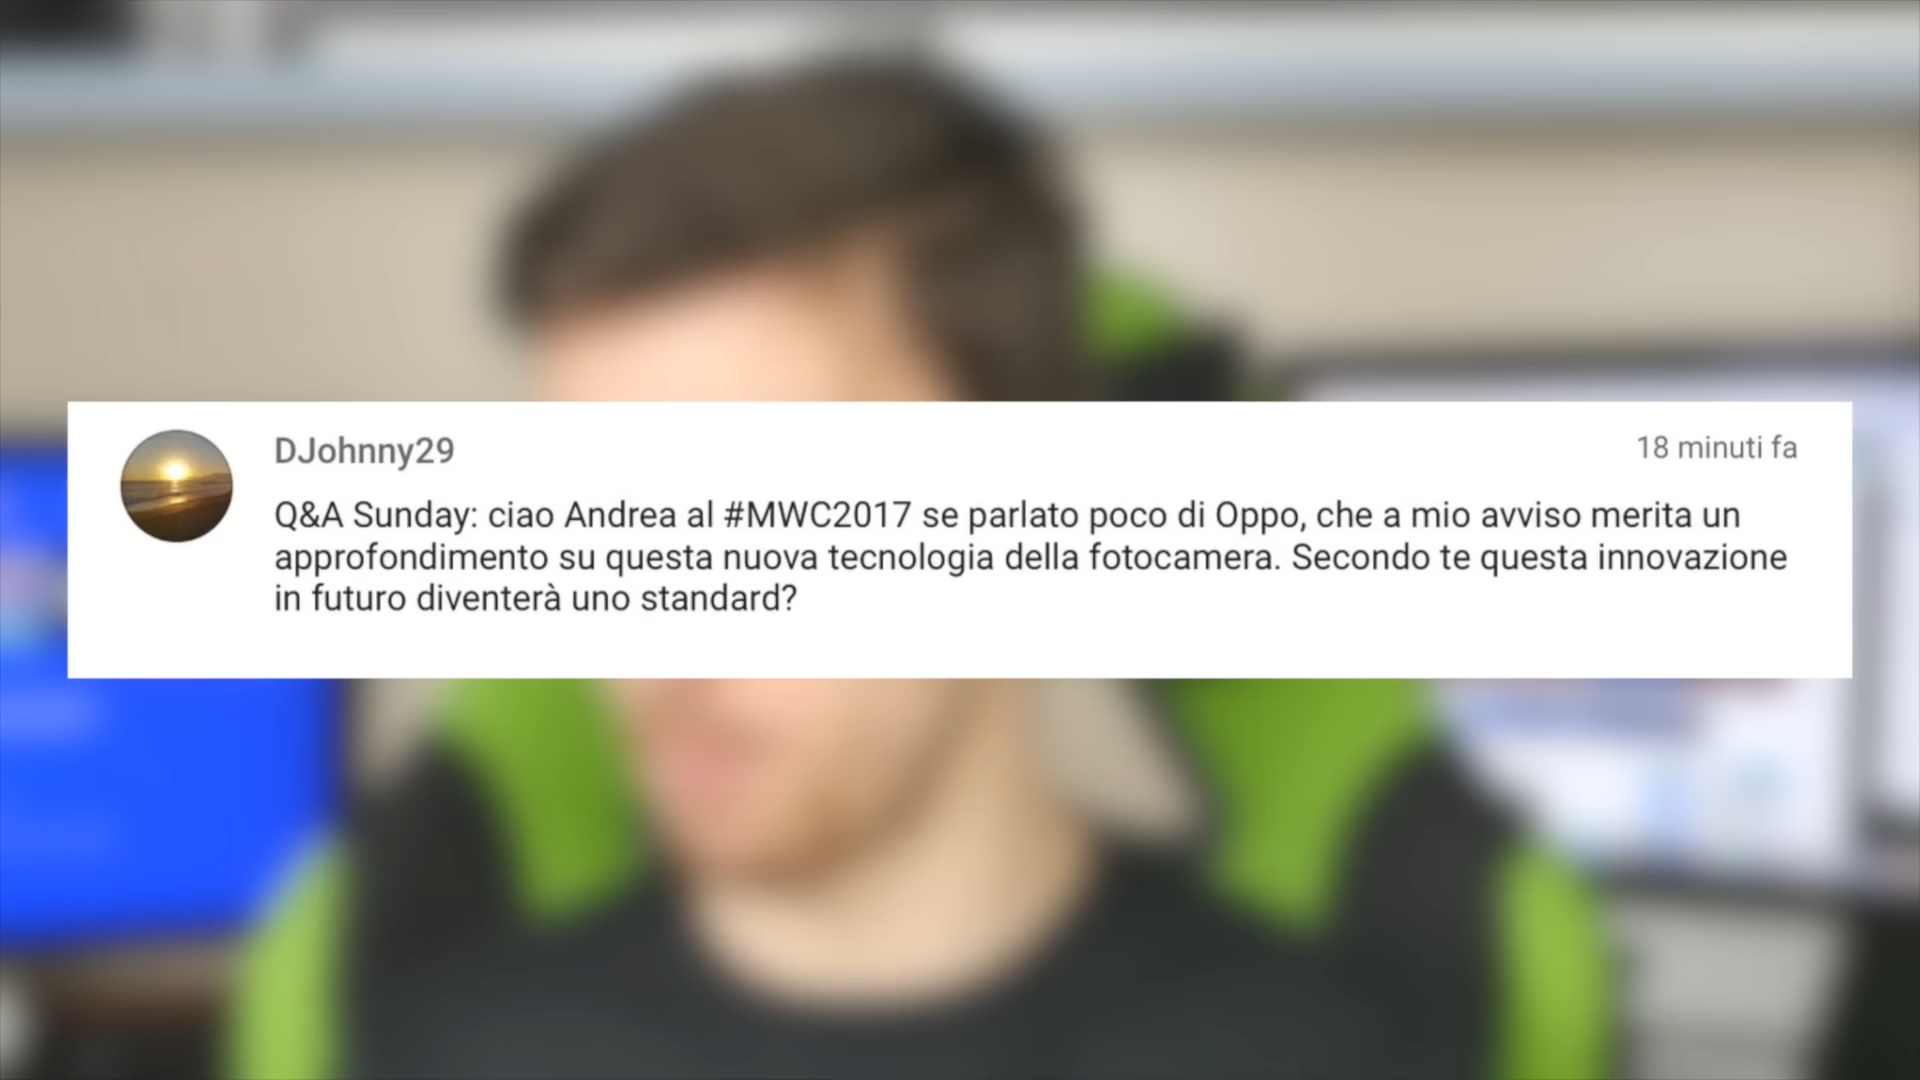 DJohnny29
18 minuti fa
Q&A Sunday: ciao Andrea al #MWC2017 se parlato poco di Oppo, che a mio avviso merita un
approfondimento su questa nuova tecnologia della fotocamera. Secondo te questa innovazione
in futuro diventerà uno standard?